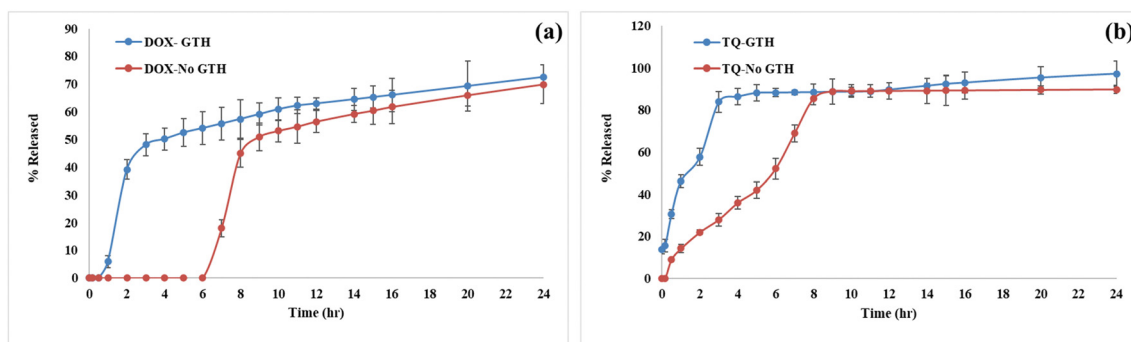 (a)
DOX- GTH
DOX-No GTH
90
80
70
60
50
40
30
20
10
0
% Released
0 2 4 6 8 10 12 14 16 18 20 22 24
Time (hr)
(b)
TQ-GTH
TQ-No GTH
120
100
80
60
40
20
0
% Released
0 2 4 6 8 10 12 14 16 18 20 22 24
Time (hr)